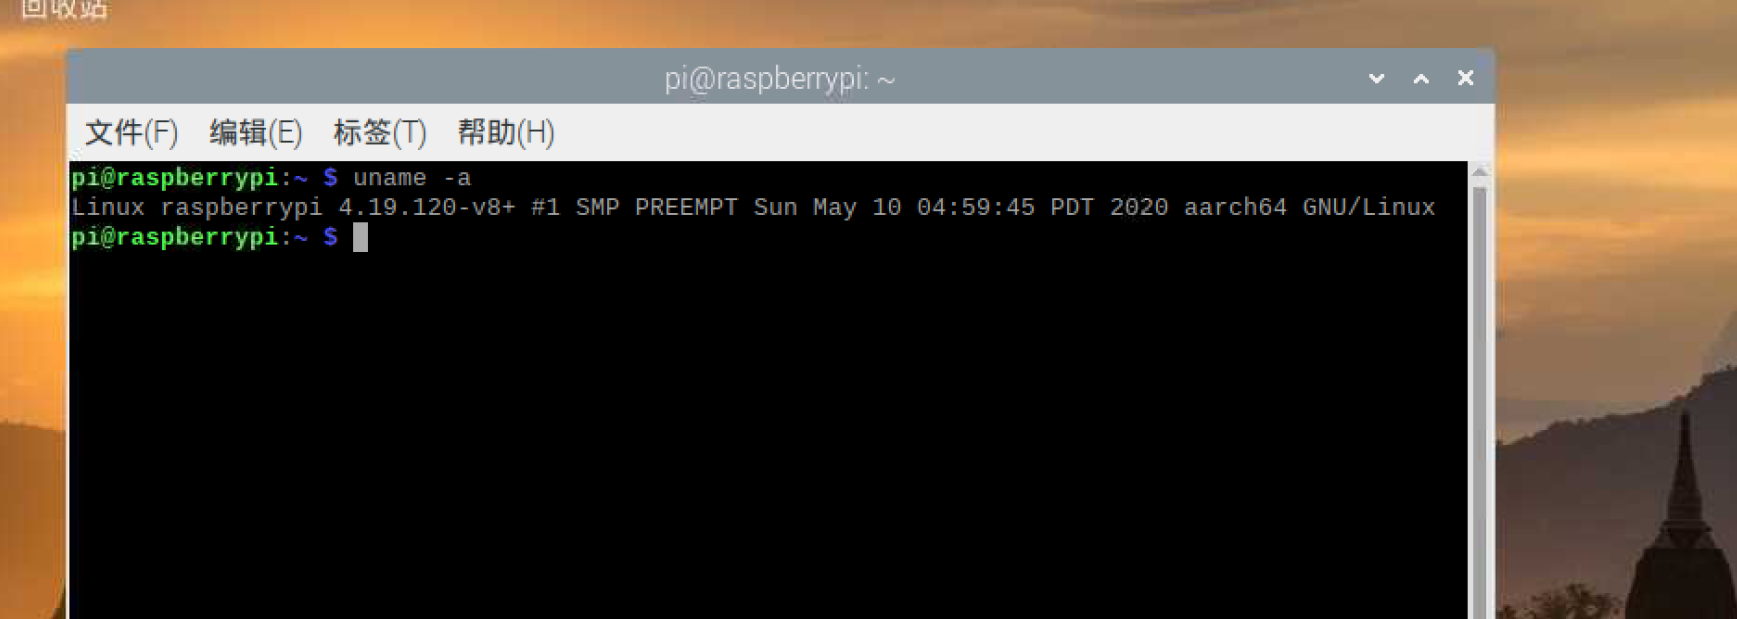 回收站
pi@raspberrypi: ~
文件(F) 编辑(E) 标签(T) 帮助(H)
pi@raspberrypi:~ $ uname -a
Linux raspberrypi 4.19.120-v8+ #1 SMP PREEMPT Sun May 10 04:59:45 PDT 2020 aarch64 GNU/Linux
pi@raspberrypi:~ $